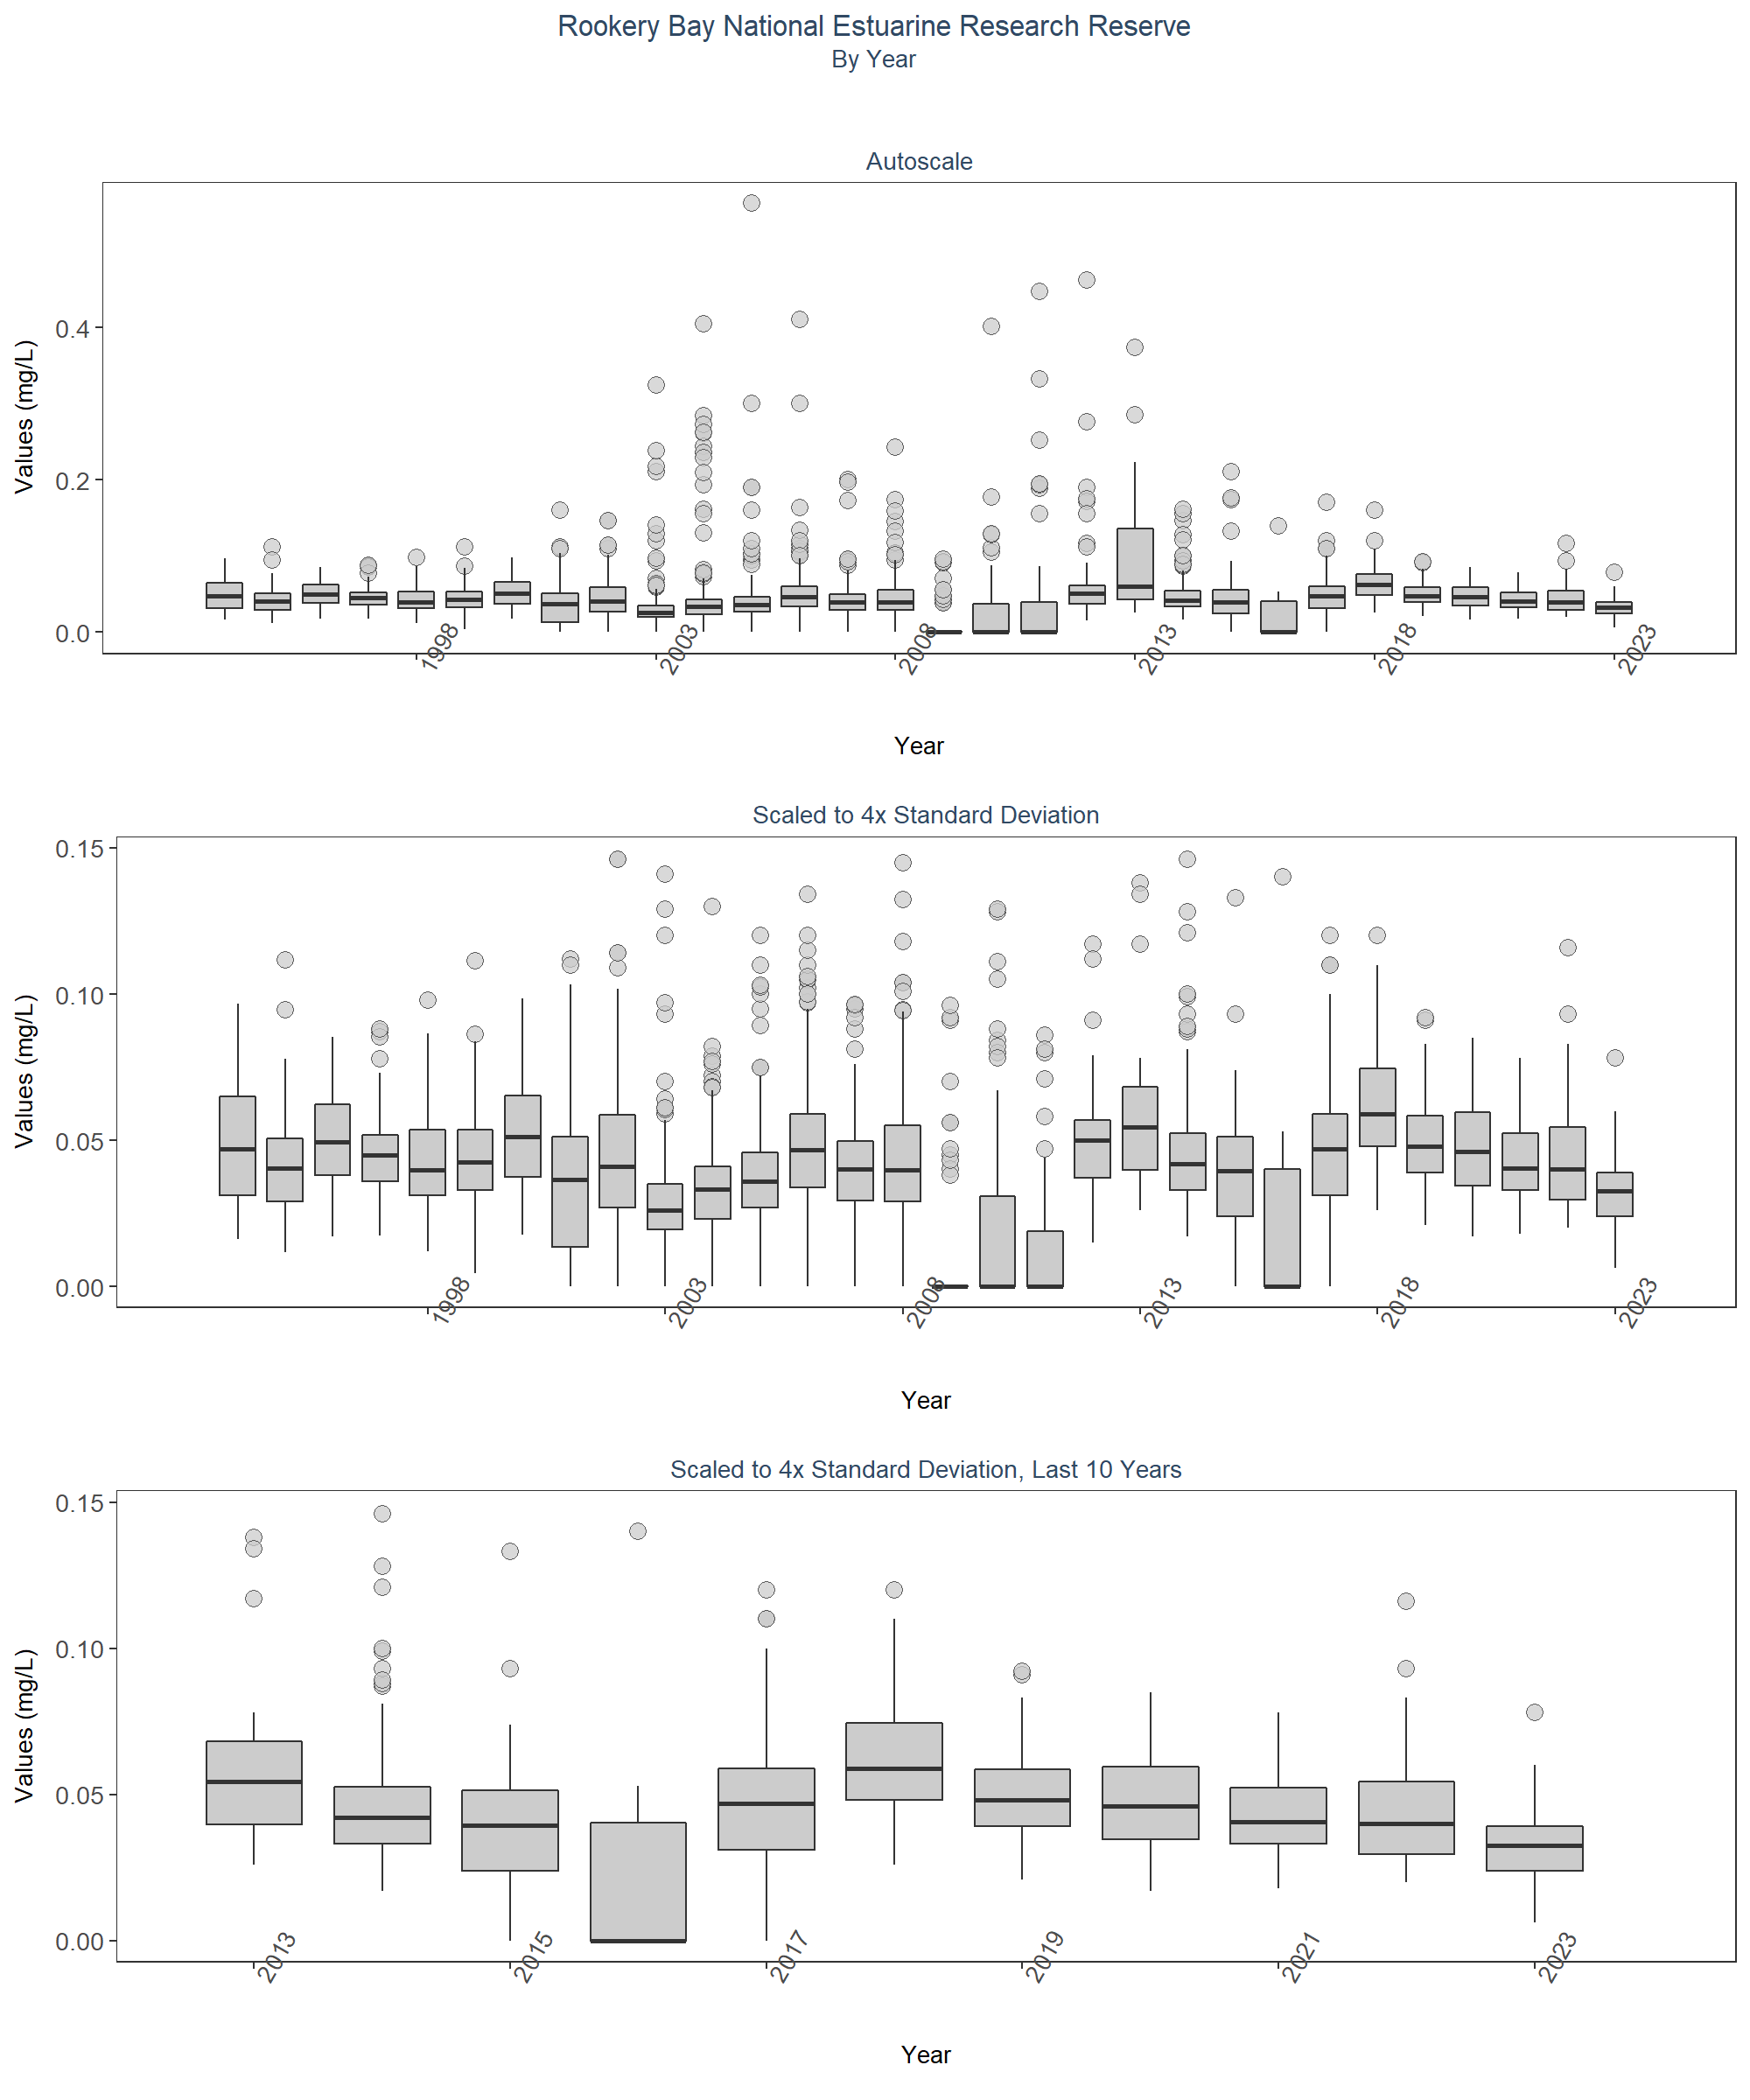 Rookery Bay National Estuarine Research Reserve
By Year
Autoscale
Values (mg/L)
0.4
0.2
0.0
1998
2003
2008
2013
2018
2023
Year
Scaled to 4x Standard Deviation
Values (mg/L)
0.15
0.10
0.05
0.00
1998
2003
2008
2013
2018
2023
Year
Scaled to 4x Standard Deviation, Last 10 Years
Values (mg/L)
0.15
0.10
0.05
0.00
2013
2015
2017
2019
2021
2023
Year